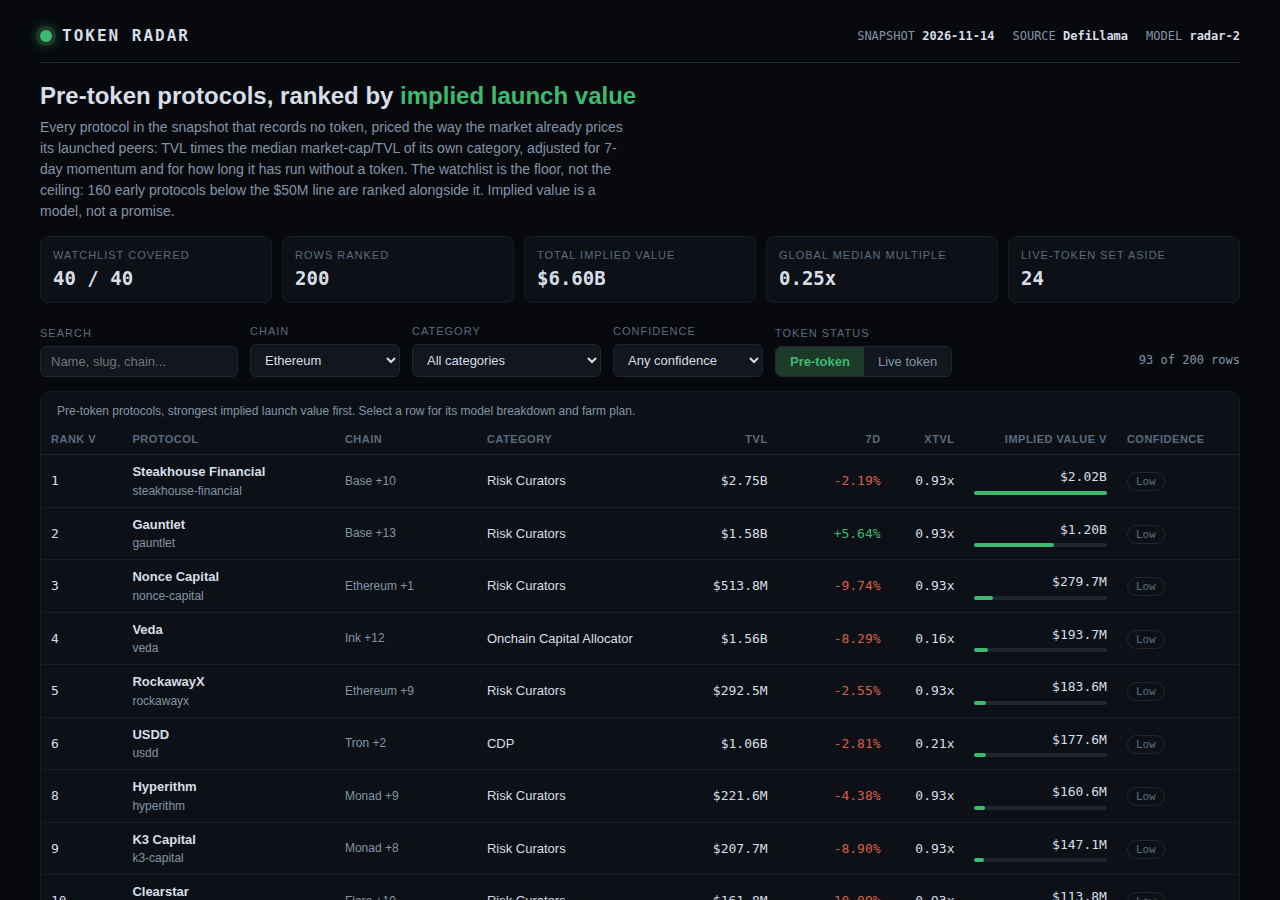 TOKEN RADAR
SNAPSHOT 2026-11-14 SOURCE DefiLlama MODEL radar-2
Pre-token protocols, ranked by implied launch value
Every protocol in the snapshot that records no token, priced the way the market already prices
its launched peers: TVL times the median market-cap/TVL of its own category, adjusted for 7-
day momentum and for how long it has run without a token. The watchlist is the floor, not the
ceiling: 160 early protocols below the $50M line are ranked alongside it. Implied value is a
model, not a promise.
WATCHLIST COVERED
40 / 40
ROWS RANKED
200
TOTAL IMPLIED VALUE
$6.60B
GLOBAL MEDIAN MULTIPLE
0.25x
LIVE-TOKEN SET ASIDE
24
SEARCH
Name, slug, chain...
CHAIN
Ethereum
CATEGORY
All categories
CONFIDENCE
Any confidence
TOKEN STATUS
Pre-token Live token
93 of 200 rows
Pre-token protocols, strongest implied launch value first. Select a row for its model breakdown and farm plan.
RANK V PROTOCOL CHAIN CATEGORY TVL 7D XTVL IMPLIED VALUE V CONFIDENCE
1 Steakhouse Financial steakhouse-financial Base +10 Risk Curators $2.75B -2.19% 0.93x $2.02B Low
2 Gauntlet gauntlet Base +13 Risk Curators $1.58B +5.64% 0.93x $1.20B Low
3 Nonce Capital nonce-capital Ethereum +1 Risk Curators $513.8M -9.74% 0.93x $279.7M Low
4 Veda veda Ink +12 Onchain Capital Allocator $1.56B -8.29% 0.16x $193.7M Low
5 RockawayX rockawayx Ethereum +9 Risk Curators $292.5M -2.55% 0.93x $183.6M Low
6 USDD usdd Tron +2 CDP $1.06B -2.81% 0.21x $177.6M Low
8 Hyperithm hyperithm Monad +9 Risk Curators $221.6M -4.38% 0.93x $160.6M Low
9 K3 Capital k3-capital Monad +8 Risk Curators $207.7M -8.90% 0.93x $147.1M Low
Clearstar $113.8M